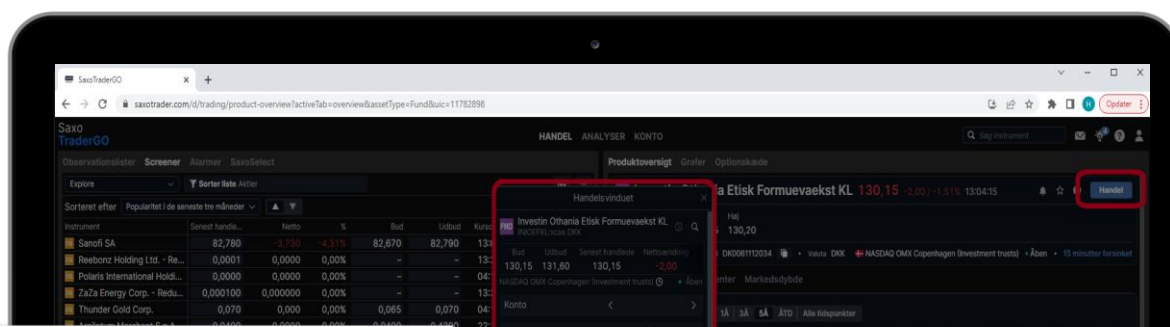 SaxoTraderGO
saxotrader.com/d/trading/product-overview?activeTab=overview&assetType=Fund&uic=11782898
Opdater
Saxo
TraderGO
HANDEL ANALYSER KONTO
Søg instrument
Observationslister Screener Alarmer SaxoSelect
Produktoversigt Grafer Optionskæde
Explore
Sorter liste Aktier
Handelsvinduet
a Etisk Formuevaekst KL 130,15 -2,00 / -1,51% 13:04:15
Handel
Sorteret efter Popularitet i de seneste tre måneder
FND Investin Othania Etisk Formuevaekst KL
INIOEFKL:xcse DKK
Høj
130,20
Instrument Senest handle... Netto % Bud Udbud
Sanofi SA 82,780 -3,730 -4,31% 82,670 82,790
Reebonz Holding Ltd. - Re... 0,0001 0,0000 0,00% – –
Polaris International Holdi... 0,0000 0,0000 0,00% – –
ZaZa Energy Corp. - Redu... 0,000100 0,000000 0,00% – –
Thunder Gold Corp. 0,070 0,000 0,00% 0,065 0,070
Bud Udbud Senest handlede Nettoændring
130,15 131,60 130,15 -2,00
NASDAQ OMX Copenhagen (Investment trusts) Åben
Konto
DK0061112034 Valuta DKK NASDAQ OMX Copenhagen (Investment trusts) Åben 15 minutter forsinket
Markedsdybde
1Å 3Å 5Å ÅTD Alle tidspunkter